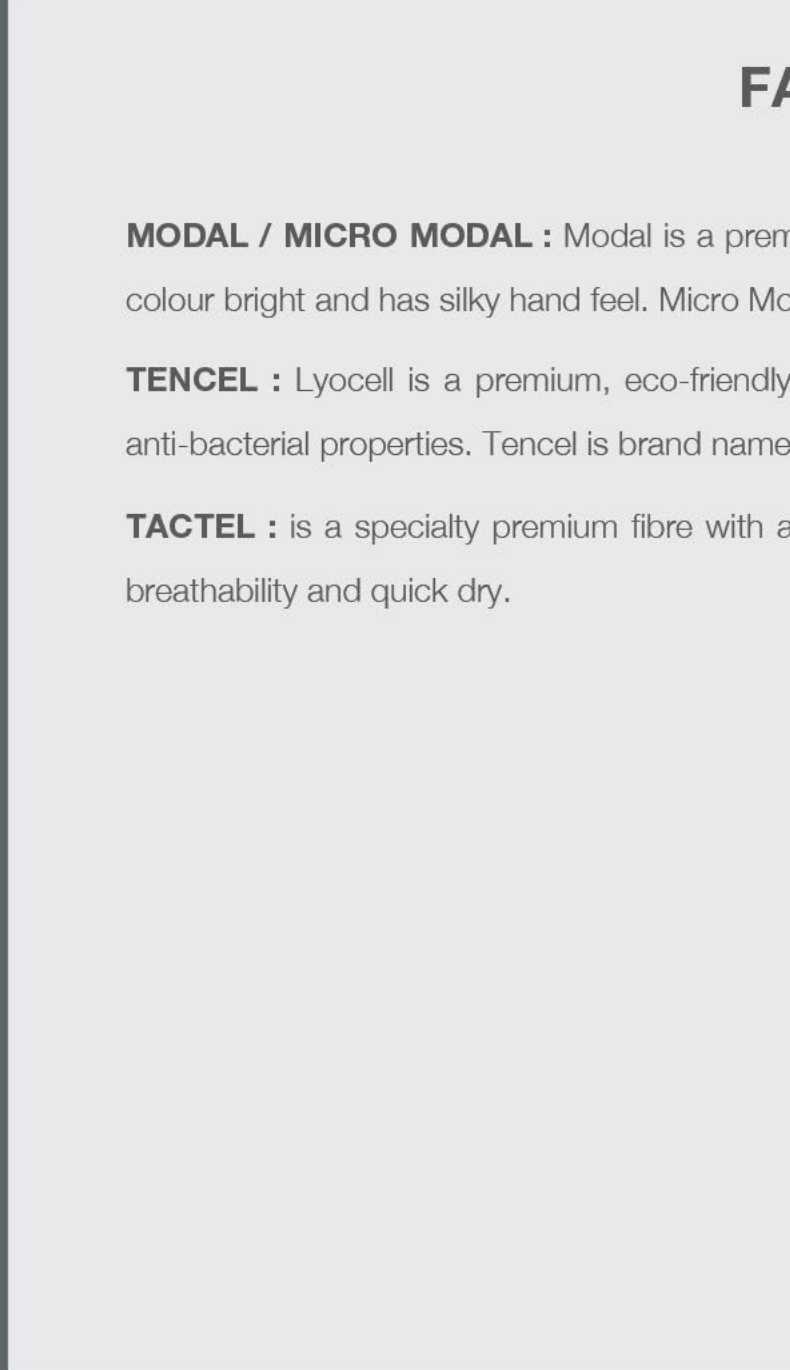 FA
MODAL / MICRO MODAL : Modal is a prem
colour bright and has silky hand feel. Micro Mo
TENCEL : Lyocell is a premium, eco-friendly
anti-bacterial properties. Tencel is brand name
TACTEL : is a specialty premium fibre with a
breathability and quick dry.